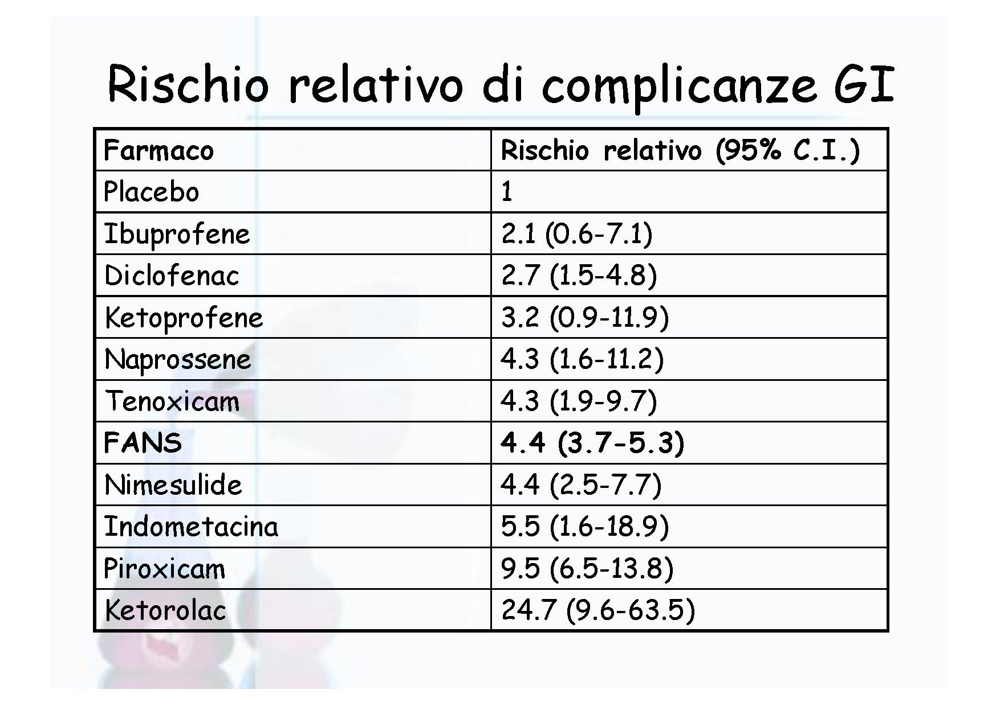 Rischio relativo di complicanze GI
Farmaco Rischio relativo (95% C.I.)
Placebo 1
Ibuprofene 2.1 (0.6-7.1)
Diclofenac 2.7 (1.5-4.8)
Ketoprofene 3.2 (0.9-11.9)
Naprossene 4.3 (1.6-11.2)
Tenoxicam 4.3 (1.9-9.7)
FANS 4.4 (3.7-5.3)
Nimesulide 4.4 (2.5-7.7)
Indometacina 5.5 (1.6-18.9)
Piroxicam 9.5 (6.5-13.8)
Ketorolac 24.7 (9.6-63.5)